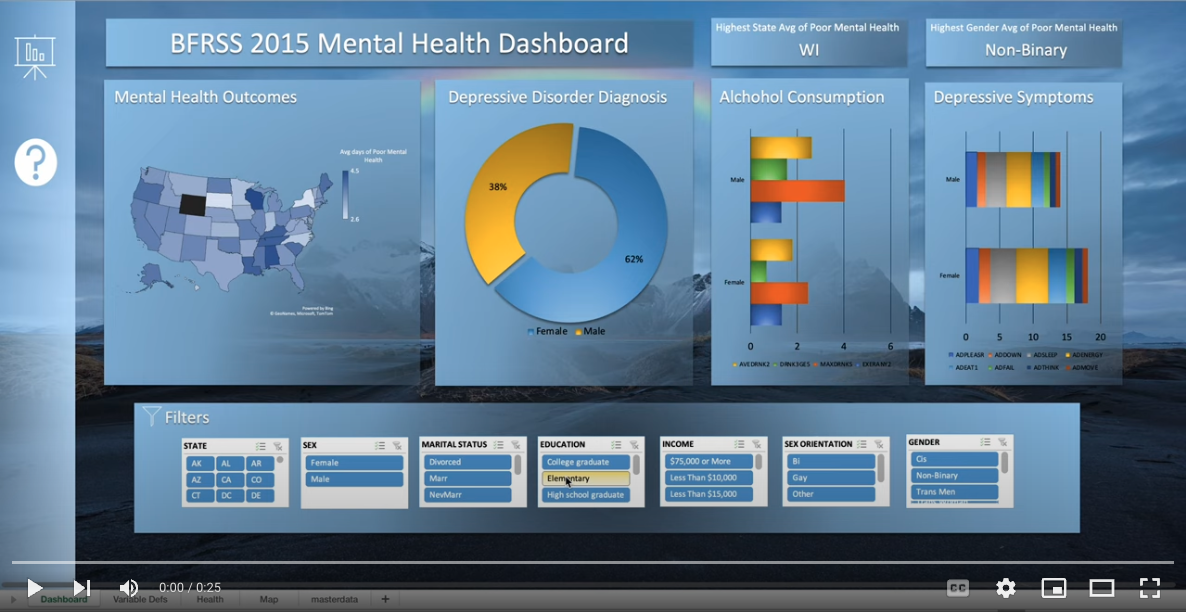 BFRSS 2015 Mental Health Dashboard
Highest State Avg of Poor Mental Health
WI
Highest Gender Avg of Poor Mental Health
Non-Binary
Mental Health Outcomes
Avg days of Poor Mental
Health
4.5
2.6
Powered by Bing
© GeoNames, Microsoft, TomTom
Depressive Disorder Diagnosis
38%
62%
Female Male
Alchohol Consumption
Male
Female
0 2 4 6
AVEDRNK2 DRNK3GE5 MAXDRNKS EXERANY2
Depressive Symptoms
Male
Female
0 5 10 15 20
ADPLEASR ADDOWN ADSLEEP ADENERGY
ADEAT1 ADFAIL ADTHINK ADMOVE
?
Filters
STATE
AK AL AR
AZ CA CO
CT DC DE
SEX
Female
Male
MARITAL STATUS
Divorced
Marr
NevMarr
EDUCATION
College graduate
Elementary
High school graduate
INCOME
$75,000 or More
Less Than $10,000
Less Than $15,000
SEX ORIENTATION
Bi
Gay
Other
GENDER
Cis
Non-Binary
Trans Men
0:00 / 0:25
CC
Dashboard Variable Defs Health Map masterdata +